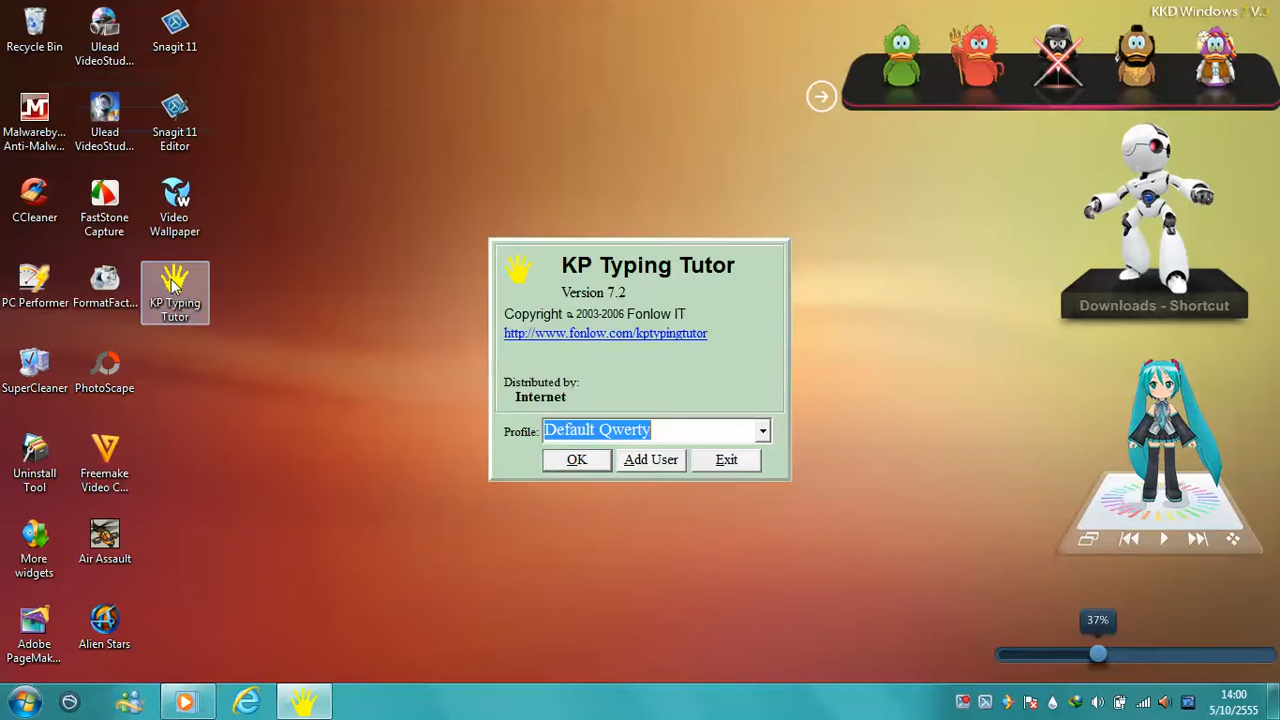 Recycle Bin
Ulead
VideoStud...
Snagit 11
Malwareby...
Anti-Malw...
Ulead
VideoStud...
Snagit 11
Editor
CCleaner
FastStone
Capture
Video
Wallpaper
PC Performer
FormatFact...
KP Typing
Tutor
SuperCleaner
PhotoScape
Uninstall
Tool
Freemake
Video C...
More
widgets
Air Assault
Adobe
PageMak...
Alien Stars
KP Typing Tutor
Version 7.2
Copyright 2003-2006 Fonlow IT
http://www.fonlow.com/kptypingtutor
Distributed by:
Internet
Profile: Default Qwerty
OK Add User Exit
KKD Windows 7 V.3
Downloads - Shortcut
37%
14:00
5/10/2555